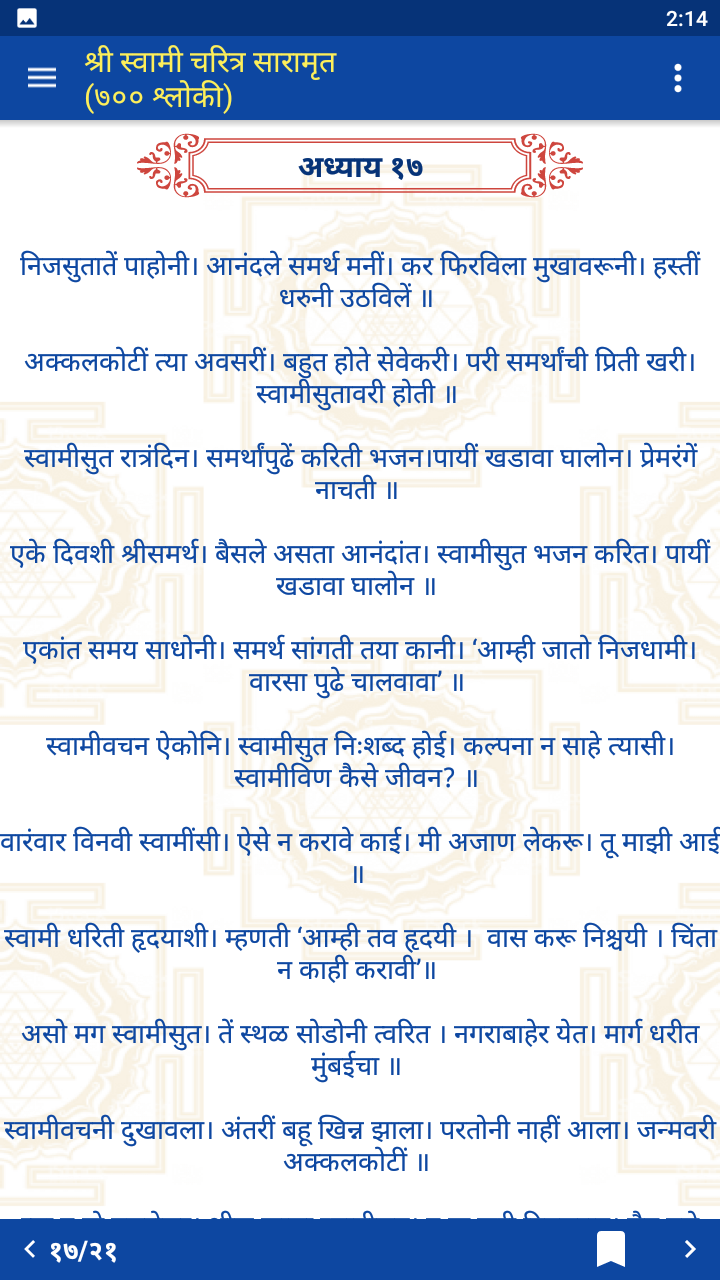 2:14
श्री स्वामी चरित्र सारामृत
(७०० श्लोकी)
अध्याय १७
निजसुतातें पाहोनी। आनंदले समर्थ मनीं। कर फिरविला मुखावरूनी। हस्तीं
धरुनी उठविलें ॥
अक्कलकोटीं त्या अवसरीं। बहुत होते सेवेकरी। परी समर्थांची प्रिती खरी।
स्वामीसुतावरी होती ॥
स्वामीसुत रात्रंदिन। समर्थांपुढें करिती भजन।पायीं खडावा घालोन। प्रेमरंगें
नाचती ॥
एके दिवशी श्रीसमर्थ। बैसले असता आनंदांत। स्वामीसुत भजन करित। पायीं
खडावा घालोन ॥
एकांत समय साधोनी। समर्थ सांगती तया कानी। ‘आम्ही जातो निजधामी।
वारसा पुढे चालवावा’ ॥
स्वामीवचन ऐकोनि। स्वामीसुत निःशब्द होई। कल्पना न साहे त्यासी।
स्वामीविण कैसे जीवन? ॥
वारंवार विनवी स्वामींसी। ऐसे न करावे काई। मी अजाण लेकरू। तू माझी आई
॥
स्वामी धरिती हृदयाशी। म्हणती ‘आम्ही तव हृदयी ।  वास करू निश्चयी । चिंता
न काही करावी’॥
असो मग स्वामीसुत। तें स्थळ सोडोनी त्वरित । नगराबाहेर येत। मार्ग धरीत
मुंबईचा ॥
स्वामीवचनी दुखावला। अंतरीं बहू खिन्न झाला। परतोनी नाहीं आला। जन्मवरी
अक्कलकोटीं ॥
१७/२१